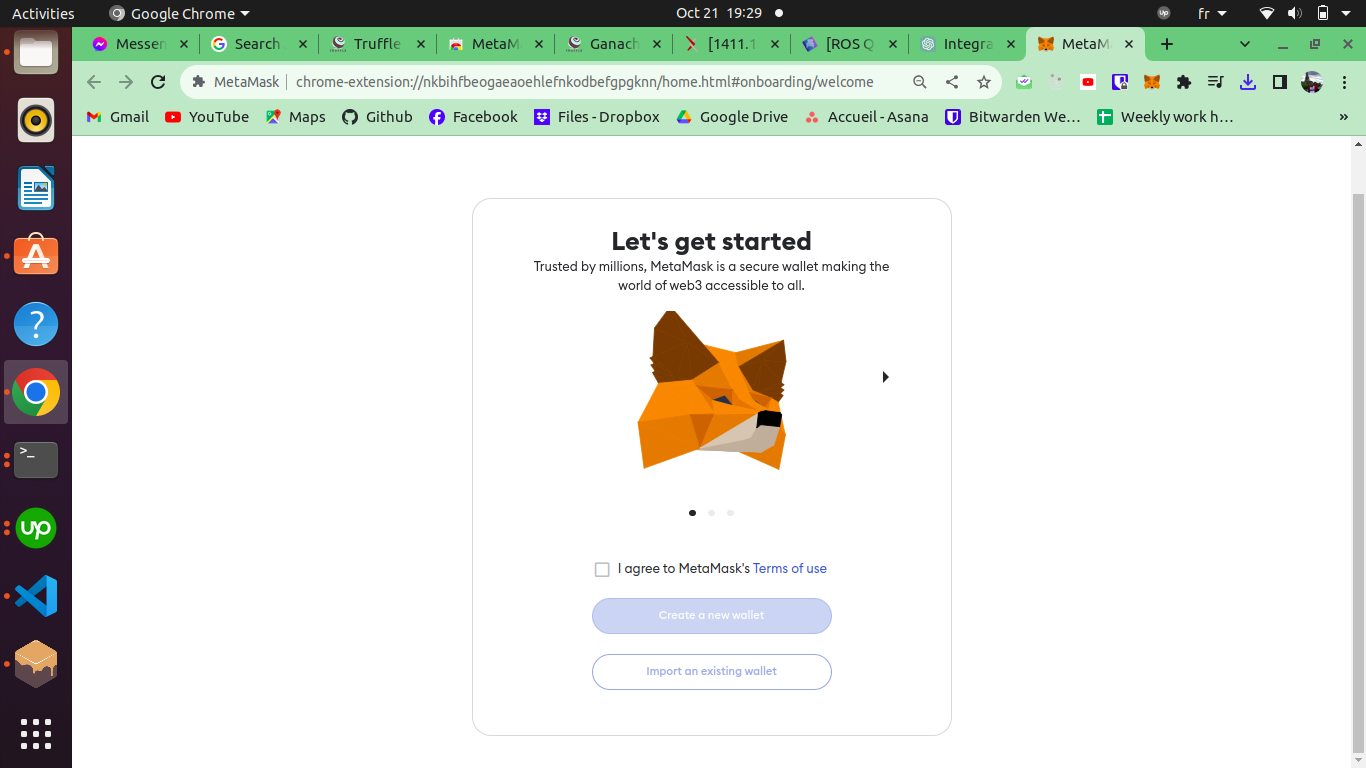 Activities
Google Chrome
Oct 21 19:29
fr
Messen
Search
Truffle
MetaM
Ganach
[1411.1
[ROS Q
Integra
MetaM
MetaMask
chrome-extension://nkbihfbeogaeaoehlefnkodbefgpgknn/home.html#onboarding/welcome
Gmail
YouTube
Maps
Github
Facebook
Files - Dropbox
Google Drive
Accueil - Asana
Bitwarden We…
Weekly work h…
»
Let's get started
Trusted by millions, MetaMask is a secure wallet making the
world of web3 accessible to all.
I agree to MetaMask's Terms of use
Create a new wallet
Import an existing wallet
>_
up